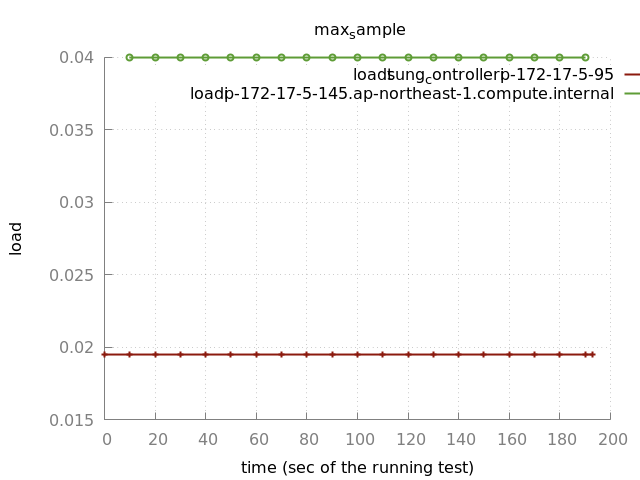 max_sample
0.04
load:tsung_controller:ip-172-17-5-95
load:ip-172-17-5-145.ap-northeast-1.compute.internal
0.035
0.03
load
0.025
0.02
0.015
0 20 40 60 80 100 120 140 160 180 200
time (sec of the running test)